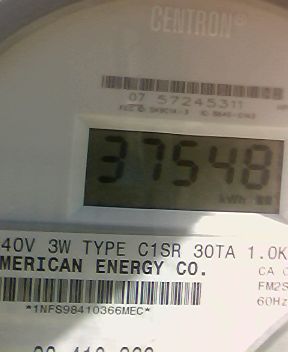 CENTRON®
07 57245311
37548
kWh
40V 3W TYPE C1SR 30TA 1.0K
MERICAN ENERGY CO.
CA
FM2S
60Hz
*1NFS98410366MEC*